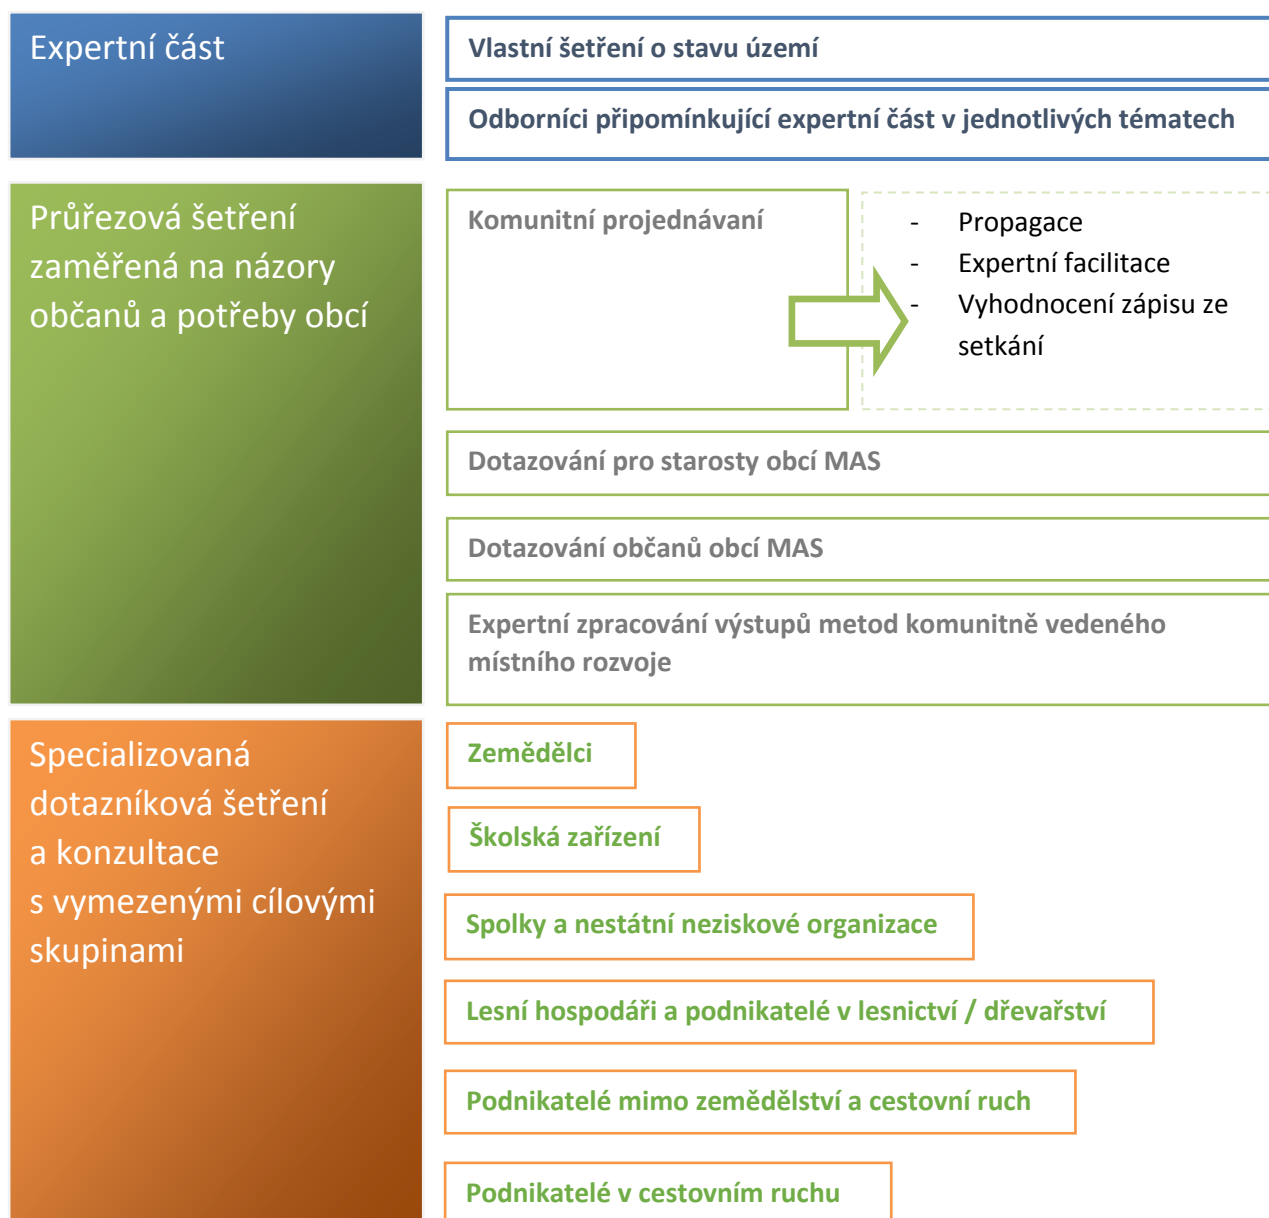 Expertní část
Vlastní šetření o stavu území
Odborníci připomínkující expertní část v jednotlivých tématech
Průřezová šetření
zaměřená na názory
občanů a potřeby obcí
Komunitní projednávaní
- Propagace
- Expertní facilitace
- Vyhodnocení zápisu ze
setkání
Dotazování pro starosty obcí MAS
Dotazování občanů obcí MAS
Expertní zpracování výstupů metod komunitně vedeného
místního rozvoje
Specializovaná
dotazníková šetření
a konzultace
s vymezenými cílovými
skupinami
Zemědělci
Školská zařízení
Spolky a nestátní neziskové organizace
Lesní hospodáři a podnikatelé v lesnictví / dřevařství
Podnikatelé mimo zemědělství a cestovní ruch
Podnikatelé v cestovním ruchu